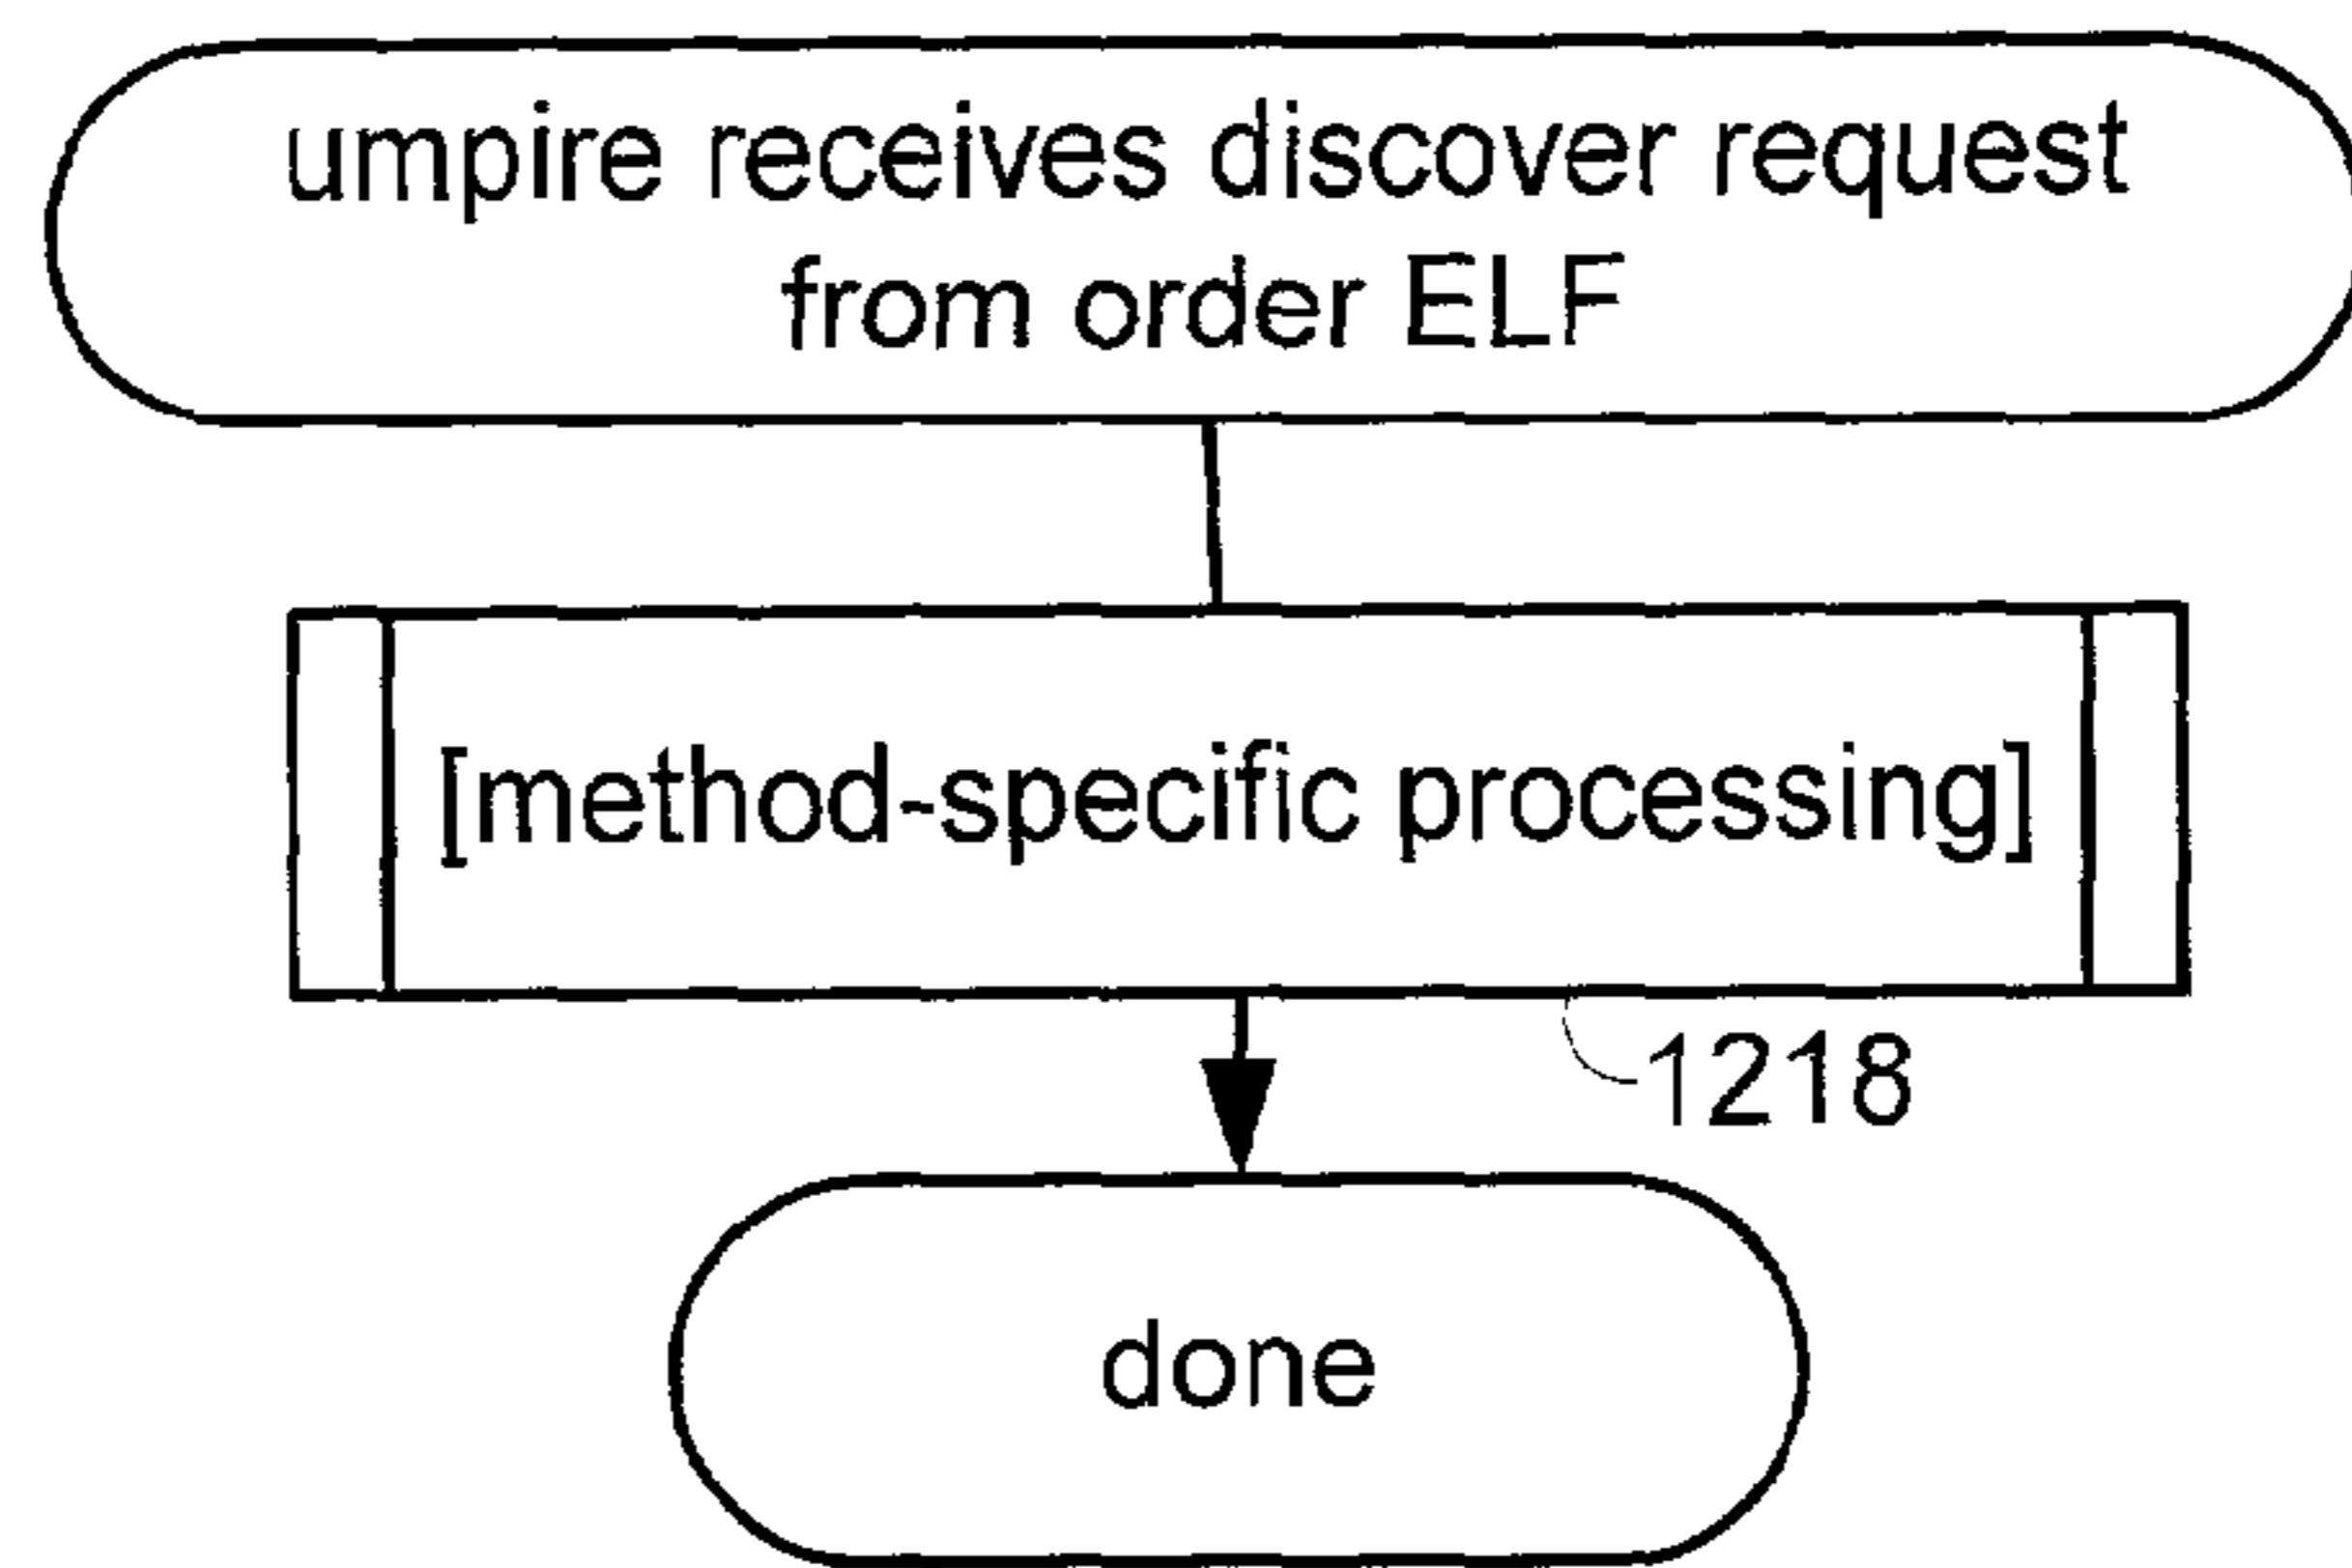 umpire receives discover request
from order ELF
[method-specific processing]
1218
done